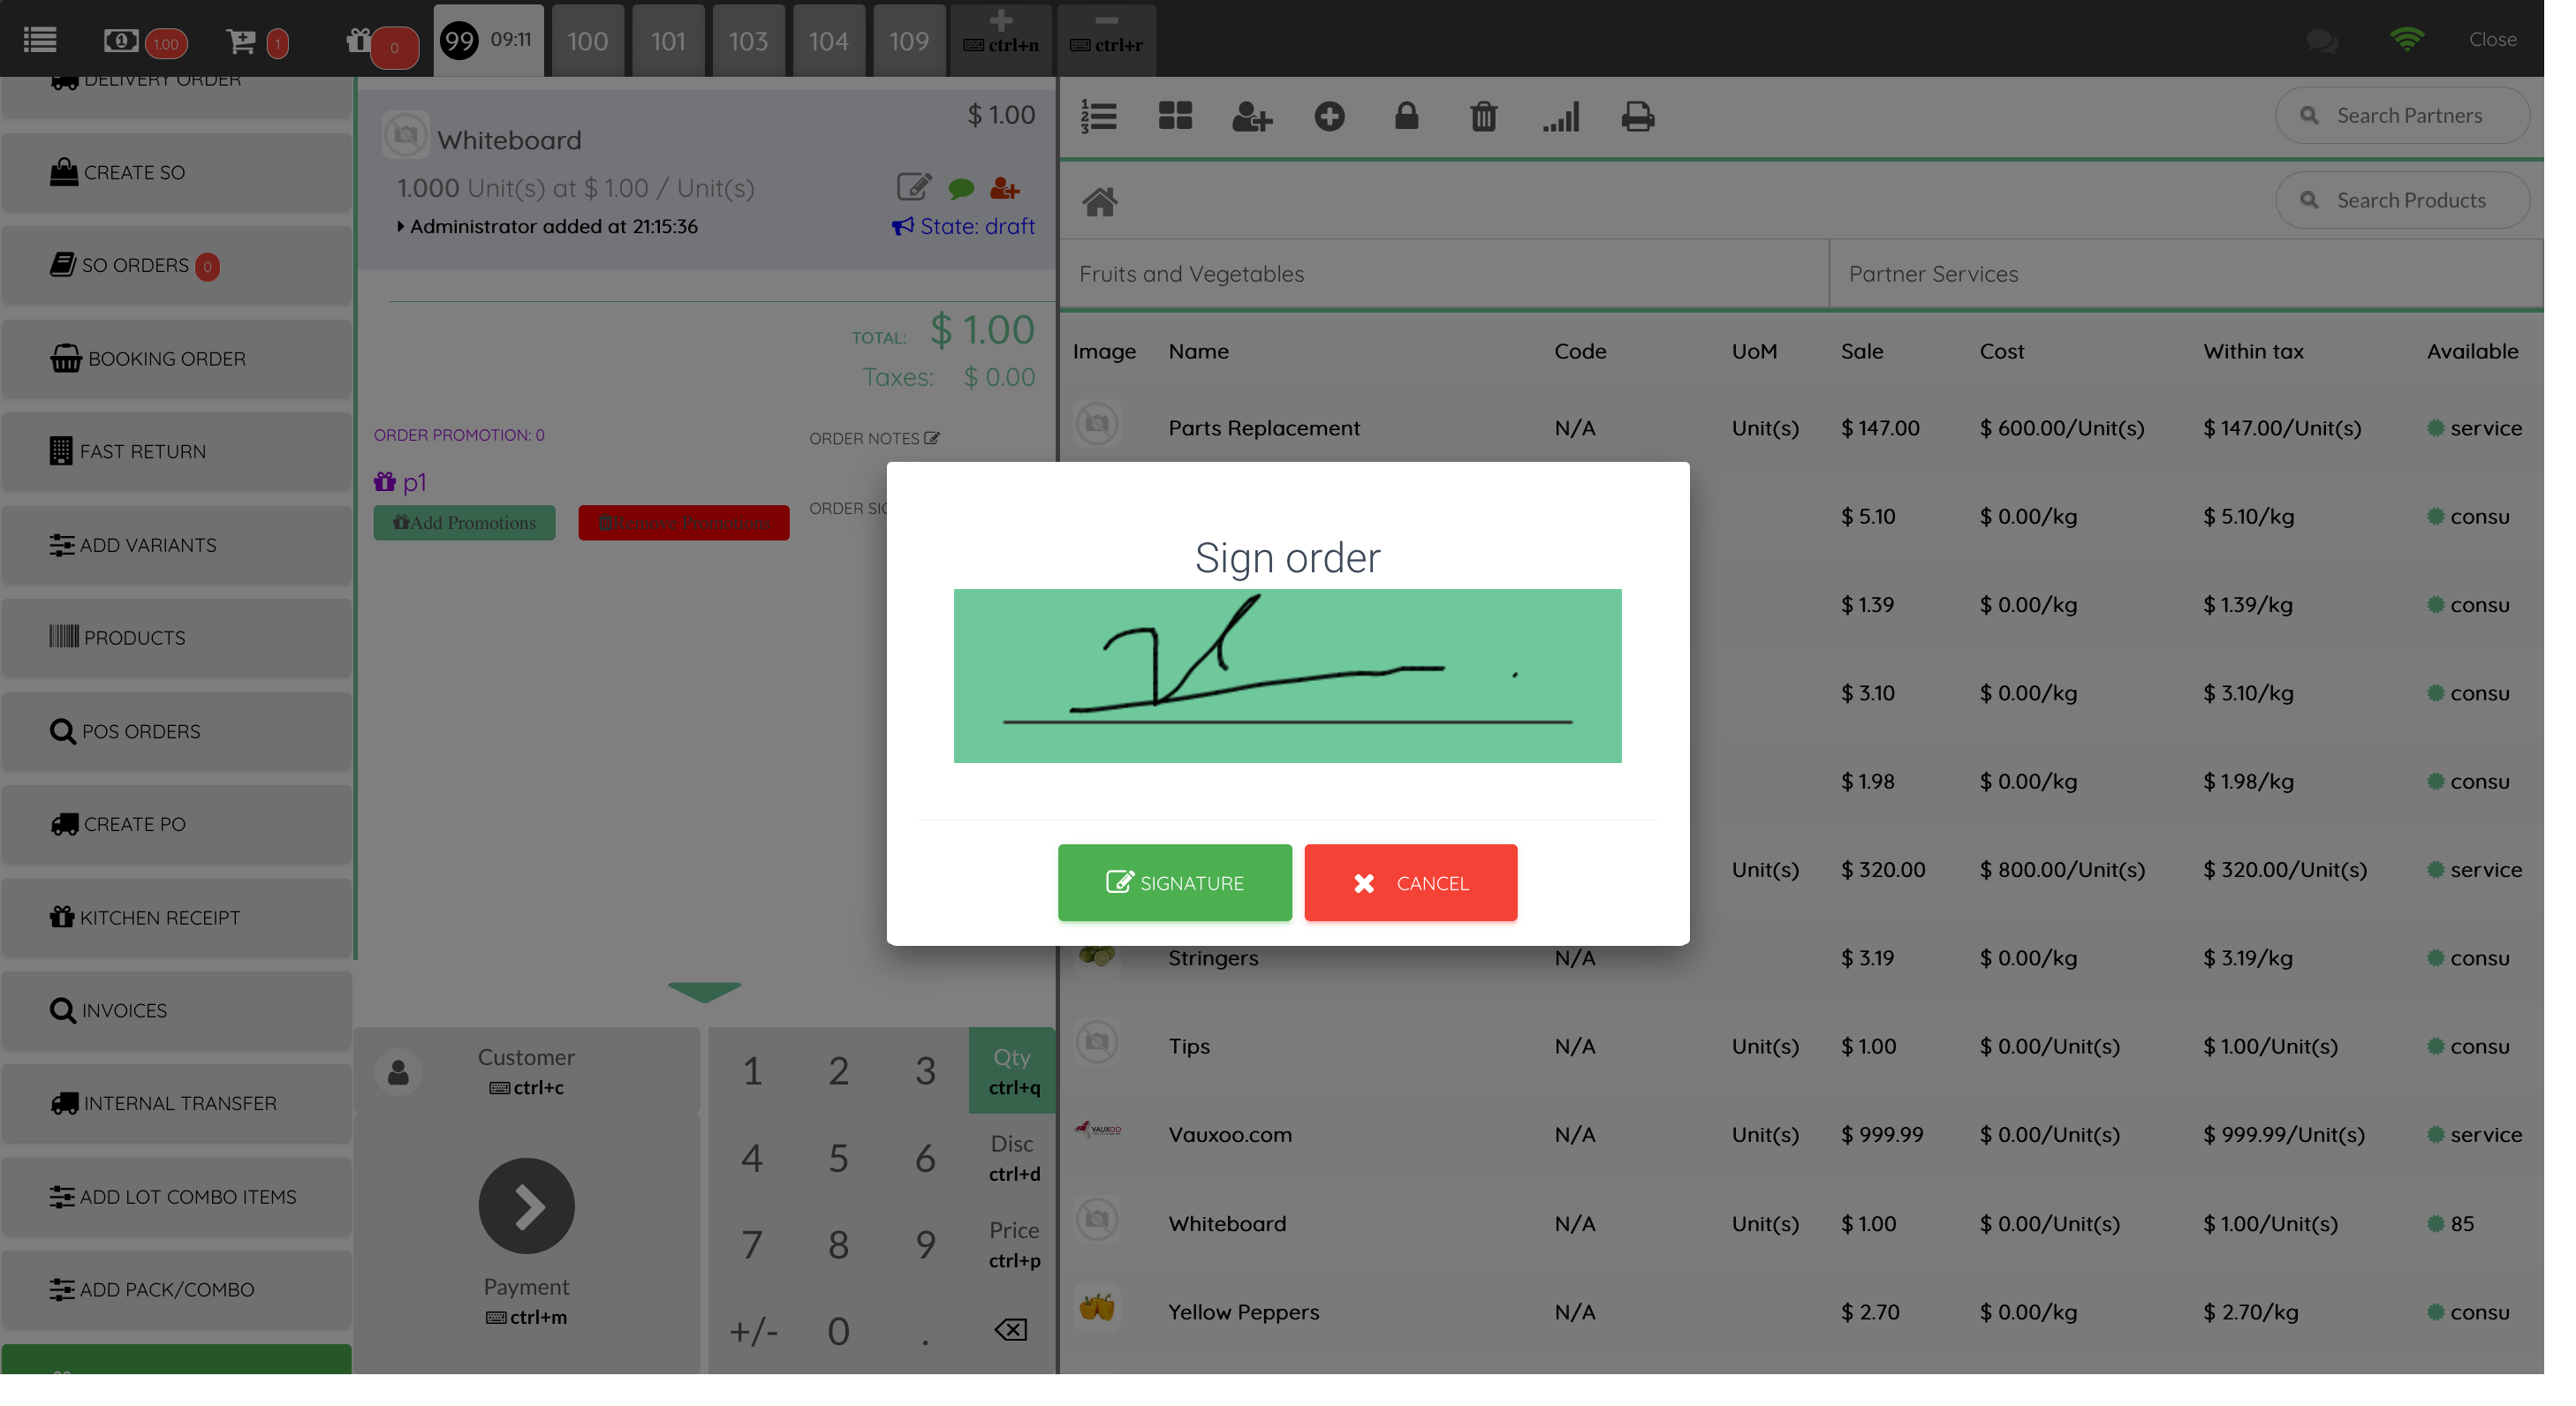 1.00
1
0
99 09:11
100
101
103
104
109
ctrl+n
ctrl+r
Close
DELIVERY ORDER
CREATE SO
SO ORDERS 0
BOOKING ORDER
FAST RETURN
ADD VARIANTS
PRODUCTS
POS ORDERS
CREATE PO
KITCHEN RECEIPT
INVOICES
INTERNAL TRANSFER
ADD LOT COMBO ITEMS
ADD PACK/COMBO
Whiteboard
$ 1.00
1.000 Unit(s) at $ 1.00 / Unit(s)
Administrator added at 21:15:36
State: draft
TOTAL: $ 1.00
Taxes: $ 0.00
ORDER PROMOTION: 0
ORDER NOTES
p1
Add Promotions
Remove Promotions
ORDER
Customer
ctrl+c
Payment
ctrl+m
1 2 3 Qty
ctrl+q
4 5 6 Disc
ctrl+d
7 8 9 Price
ctrl+p
+/- 0 .
Search Partners
Search Products
Fruits and Vegetables
Partner Services
Image Name Code UoM Sale Cost Within tax Available
Parts Replacement N/A Unit(s) $ 147.00 $ 600.00/Unit(s) $ 147.00/Unit(s) service
$ 5.10 $ 0.00/kg $ 5.10/kg consu
$ 1.39 $ 0.00/kg $ 1.39/kg consu
$ 3.10 $ 0.00/kg $ 3.10/kg consu
$ 1.98 $ 0.00/kg $ 1.98/kg consu
Unit(s) $ 320.00 $ 800.00/Unit(s) $ 320.00/Unit(s) service
Stringers N/A $ 3.19 $ 0.00/kg $ 3.19/kg consu
Tips N/A Unit(s) $ 1.00 $ 0.00/Unit(s) $ 1.00/Unit(s) consu
VAUXOO Vauxoo.com N/A Unit(s) $ 999.99 $ 0.00/Unit(s) $ 999.99/Unit(s) service
Whiteboard N/A Unit(s) $ 1.00 $ 0.00/Unit(s) $ 1.00/Unit(s) 85
Yellow Peppers N/A $ 2.70 $ 0.00/kg $ 2.70/kg consu
Sign order
SIGNATURE
CANCEL